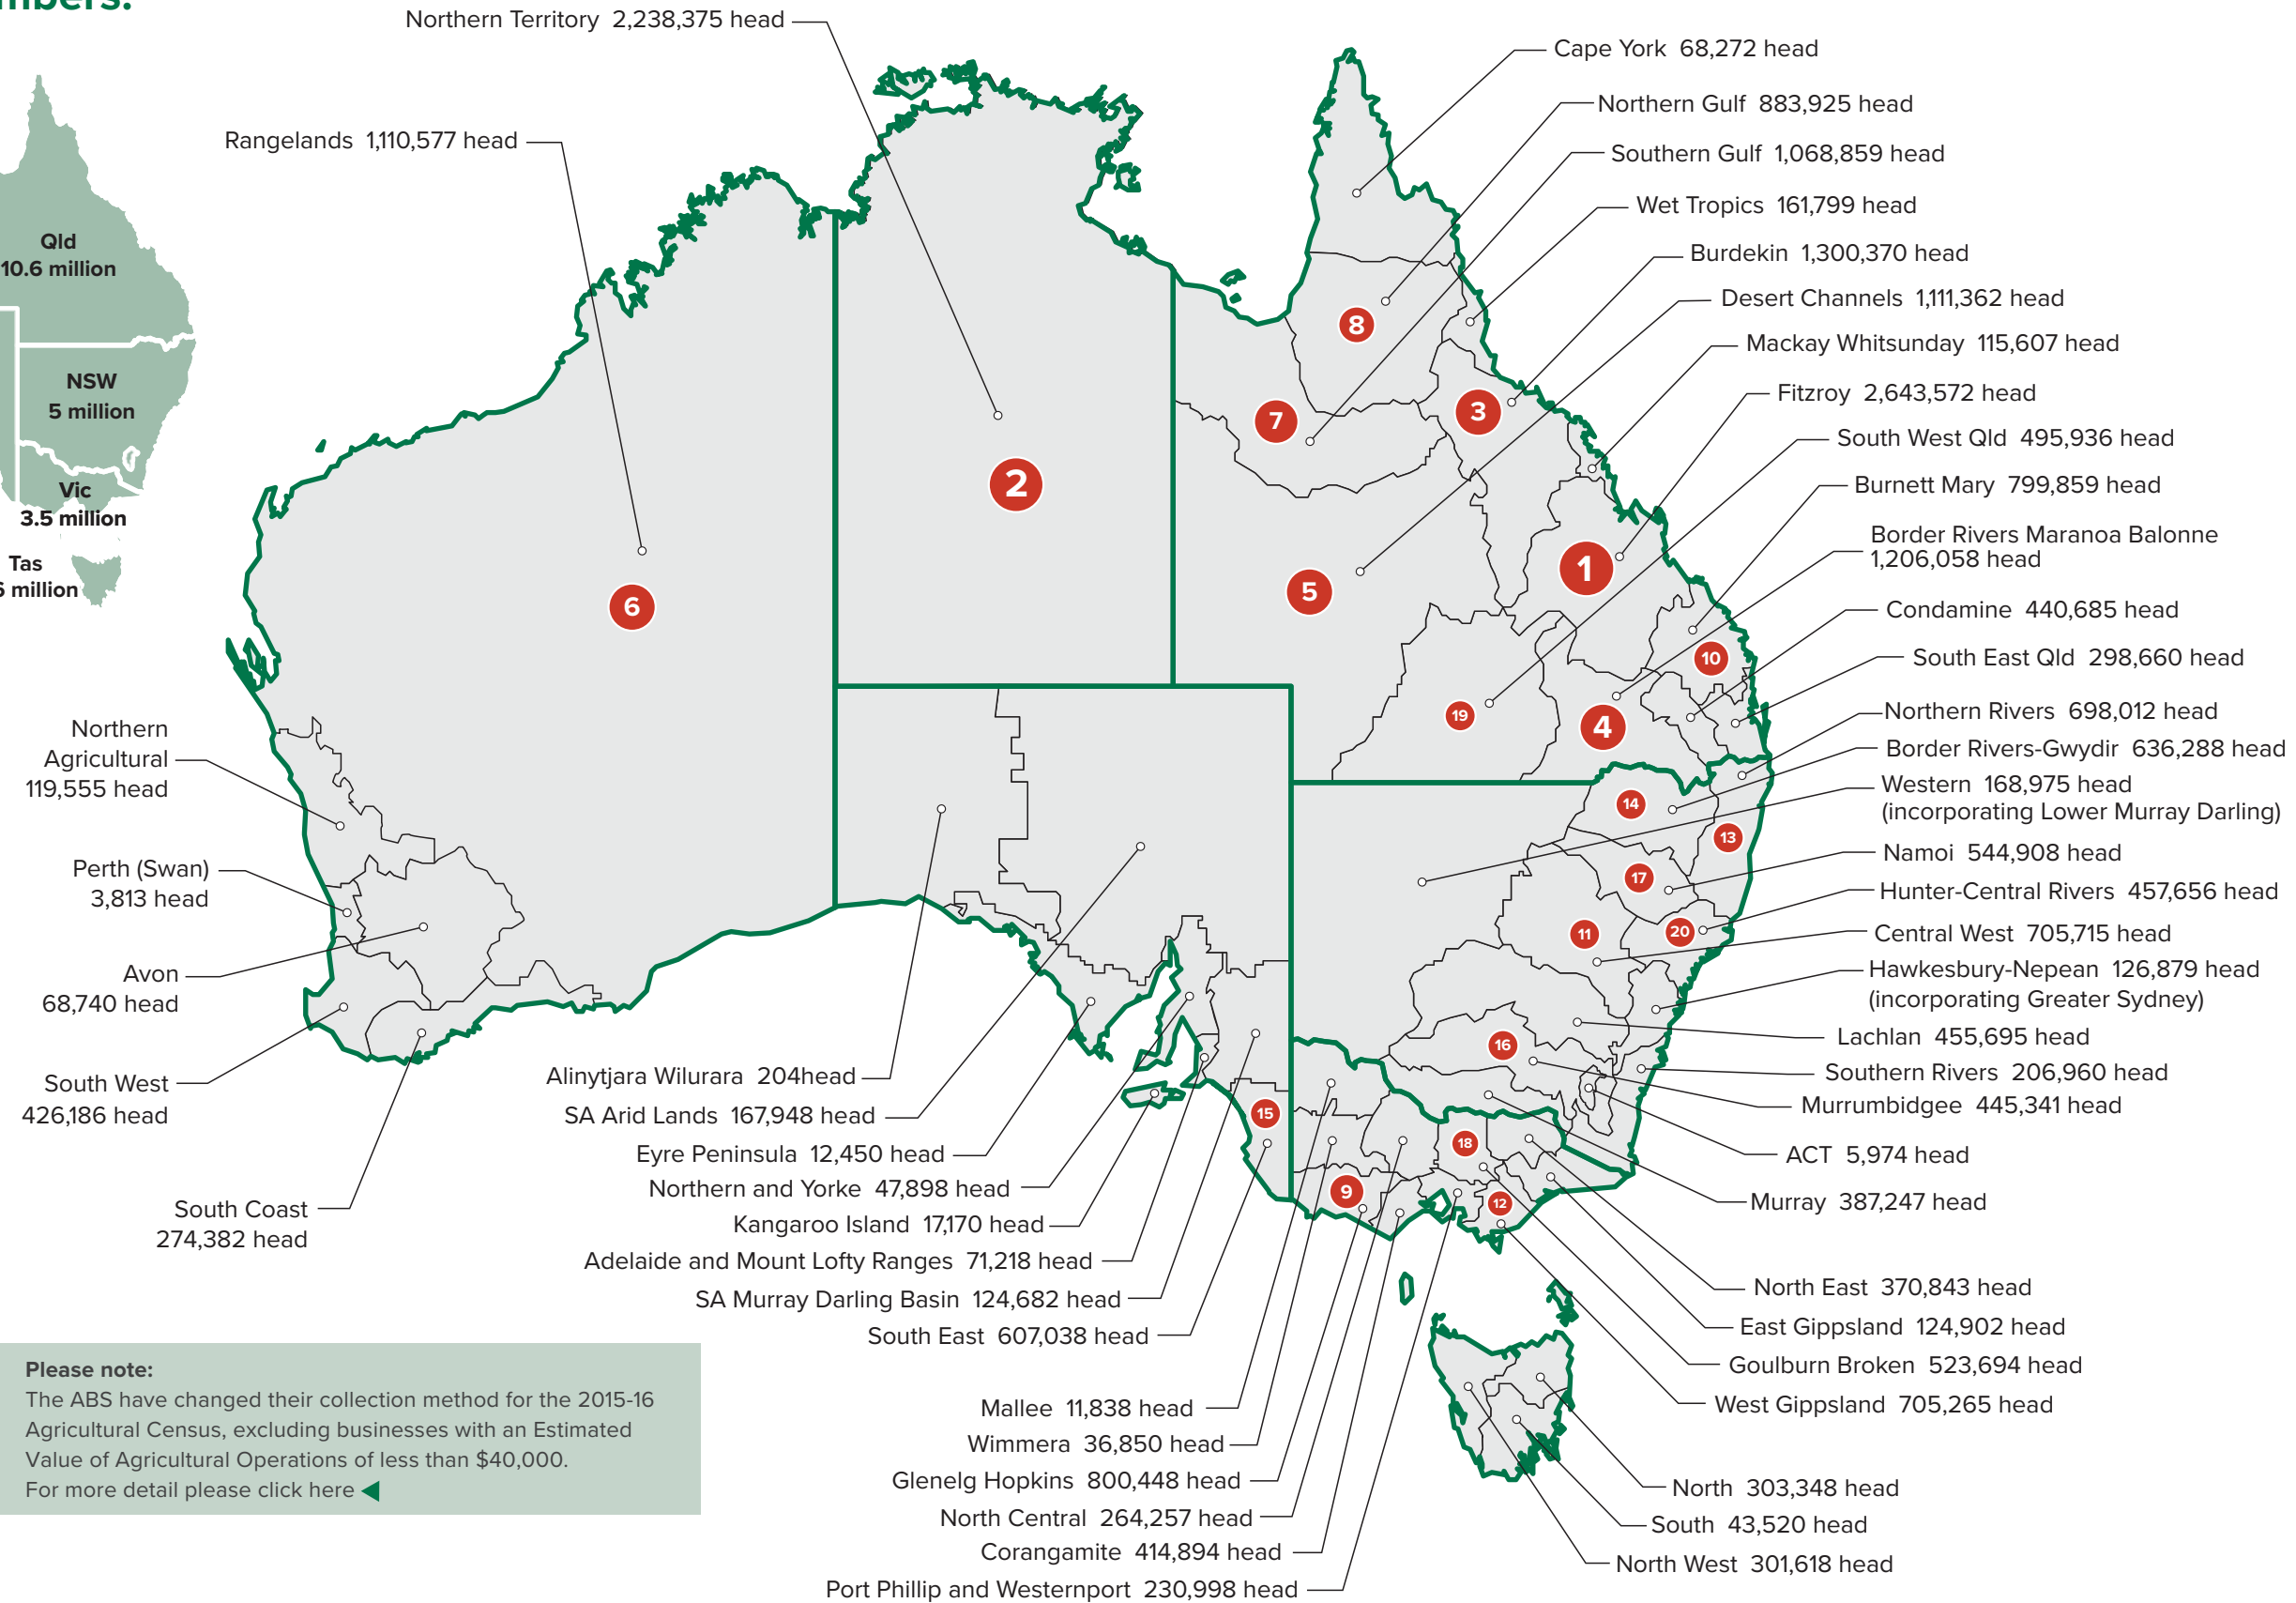 Northern Territory 2,238,375 head
Rangelands 1,110,577 head
Qld
10.6 million
NSW
5 million
Vic
3.5 million
Tas
million
Northern
Agricultural
119,555 head
Perth (Swan)
3,813 head
Avon
68,740 head
South West
426,186 head
South Coast
274,382 head
Cape York 68,272 head
Northern Gulf 883,925 head
Southern Gulf 1,068,859 head
Wet Tropics 161,799 head
Burdekin 1,300,370 head
Desert Channels 1,111,362 head
Mackay Whitsunday 115,607 head
Fitzroy 2,643,572 head
South West Qld 495,936 head
Burnett Mary 799,859 head
Border Rivers Maranoa Balonne
1,206,058 head
Condamine 440,685 head
South East Qld 298,660 head
Northern Rivers 698,012 head
Border Rivers-Gwydir 636,288 head
Western 168,975 head
(incorporating Lower Murray Darling)
Namoi 544,908 head
Hunter-Central Rivers 457,656 head
Central West 705,715 head
Hawkesbury-Nepean 126,879 head
(incorporating Greater Sydney)
Lachlan 455,695 head
Southern Rivers 206,960 head
Murrumbidgee 445,341 head
ACT 5,974 head
Murray 387,247 head
North East 370,843 head
East Gippsland 124,902 head
Goulburn Broken 523,694 head
West Gippsland 705,265 head
North 303,348 head
South 43,520 head
North West 301,618 head
8
7
3
2
1
5
6
10
19
4
14
13
17
11
20
16
15
18
9
12
Alinytjara Wilurara 204head
SA Arid Lands 167,948 head
Eyre Peninsula 12,450 head
Northern and Yorke 47,898 head
Kangaroo Island 17,170 head
Adelaide and Mount Lofty Ranges 71,218 head
SA Murray Darling Basin 124,682 head
South East 607,038 head
Mallee 11,838 head
Wimmera 36,850 head
Glenelg Hopkins 800,448 head
North Central 264,257 head
Corangamite 414,894 head
Port Phillip and Westernport 230,998 head
Please note:
The ABS have changed their collection method for the 2015-16
Agricultural Census, excluding businesses with an Estimated
Value of Agricultural Operations of less than $40,000.
For more detail please click here